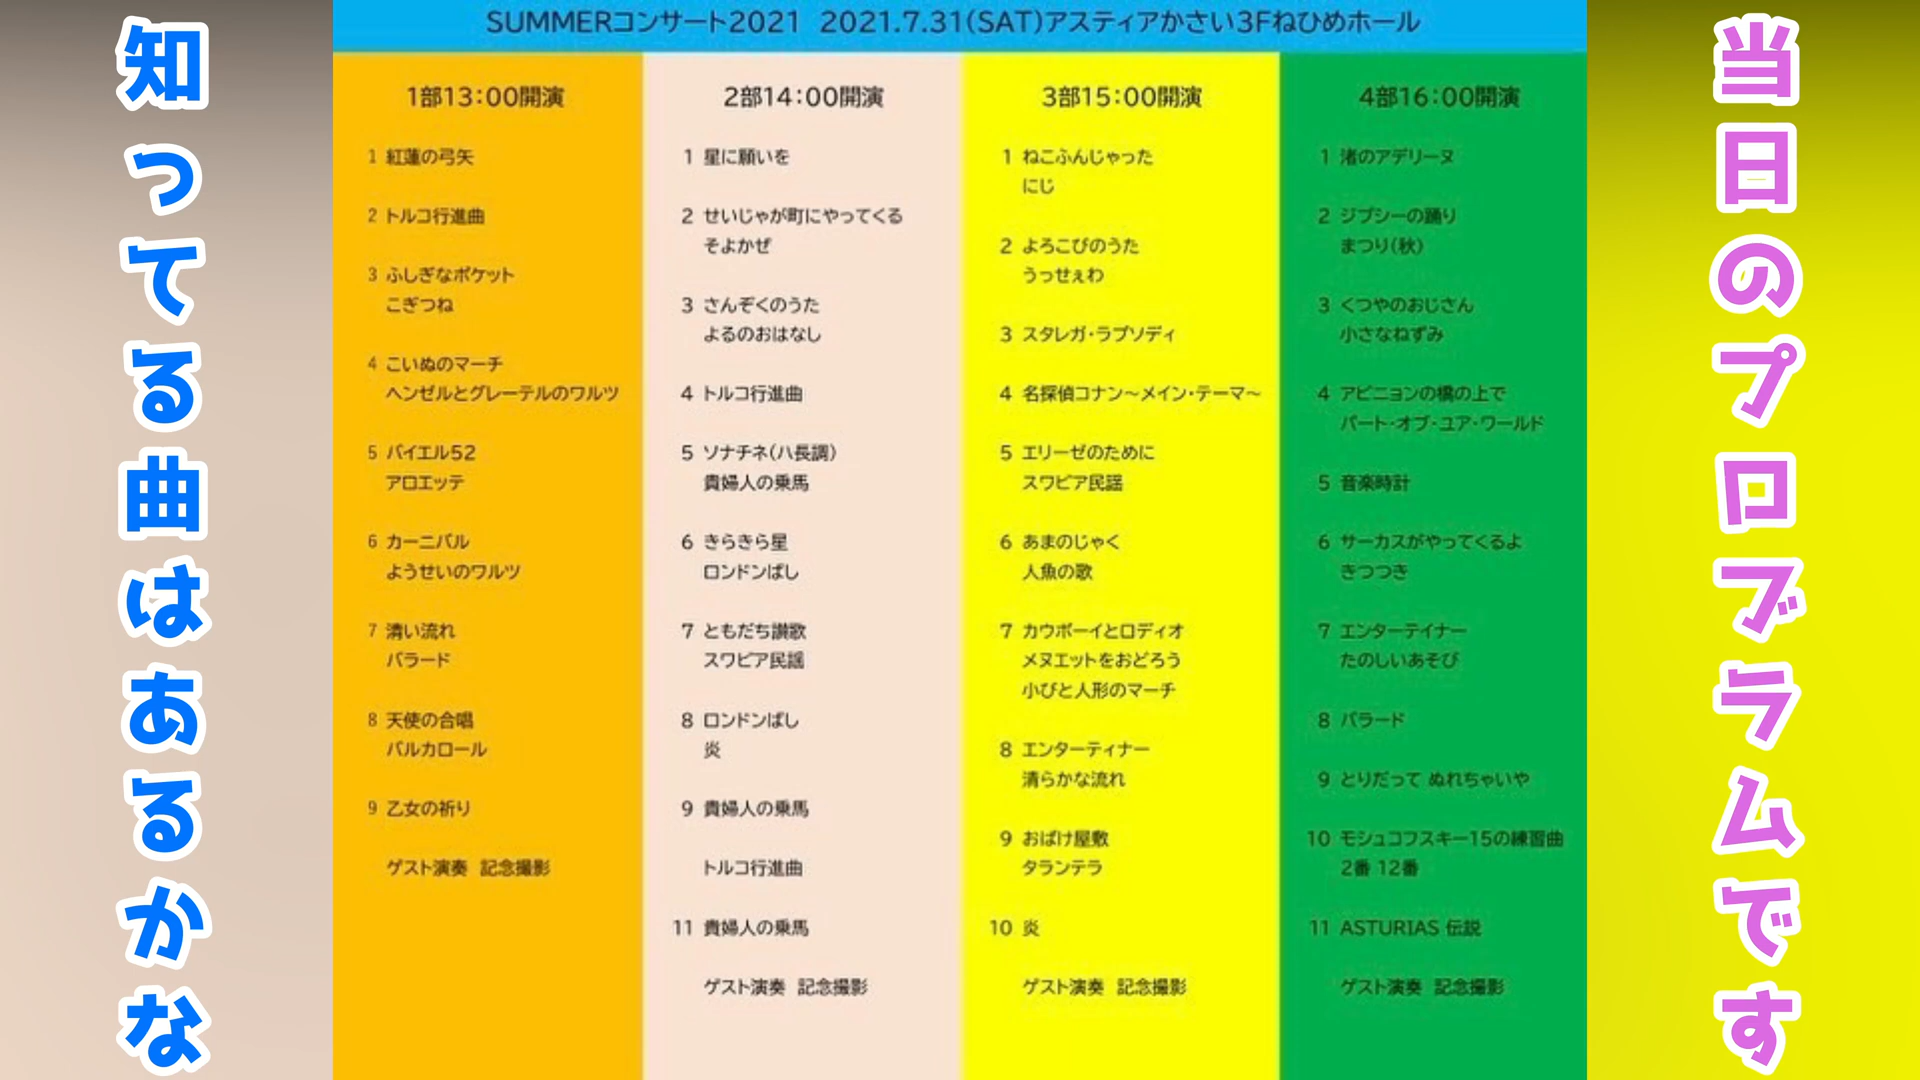 知ってる曲はあるかな
SUMMERコンサート2021 2021.7.31(SAT)アスティアかさい3Fねひめホール
1部13:00開演
1 紅蓮の弓矢
2 トルコ行進曲
3 ふしぎなポケット
こぎつね
4 こいぬのマーチ
ヘンゼルとグレーテルのワルツ
5 バイエル52
アロエッテ
6 カーニバル
ようせいのワルツ
7 清い流れ
バラード
8 天使の合唱
バルカロール
9 乙女の祈り
ゲスト演奏 記念撮影
2部14:00開演
1 星に願いを
2 せいじゃが町にやってくる
そよかぜ
3 さんぞくのうた
よるのおはなし
4 トルコ行進曲
5 ソナチネ(ハ長調)
貴婦人の乗馬
6 きらきら星
ロンドンばし
7 ともだち讃歌
スワビア民謡
8 ロンドンばし
炎
9 貴婦人の乗馬
トルコ行進曲
11 貴婦人の乗馬
ゲスト演奏 記念撮影
3部15:00開演
1 ねこふんじゃった
にじ
2 よろこびのうた
うっせぇわ
3 スタレガ・ラプソディ
4 名探偵コナン～メイン・テーマ～
5 エリーゼのために
スワビア民謡
6 あまのじゃく
人魚の歌
7 カウボーイとロディオ
メヌエットをおどろう
小びと人形のマーチ
8 エンターティナー
清らかな流れ
9 おばけ屋敷
タランテラ
10 炎
ゲスト演奏 記念撮影
4部16:00開演
1 渚のアデリーヌ
2 ジプシーの踊り
まつり(秋)
3 くつやのおじさん
小さなねずみ
4 アビニョンの橋の上で
パート・オブ・ユア・ワールド
5 音楽時計
6 サーカスがやってくるよ
きつつき
7 エンターテイナー
たのしいあそび
8 バラード
9 とりだって ぬれちゃいや
10 モシュコフスキー15の練習曲
2番 12番
11 ASTURIAS 伝説
ゲスト演奏 記念撮影
当日のプロブラムです